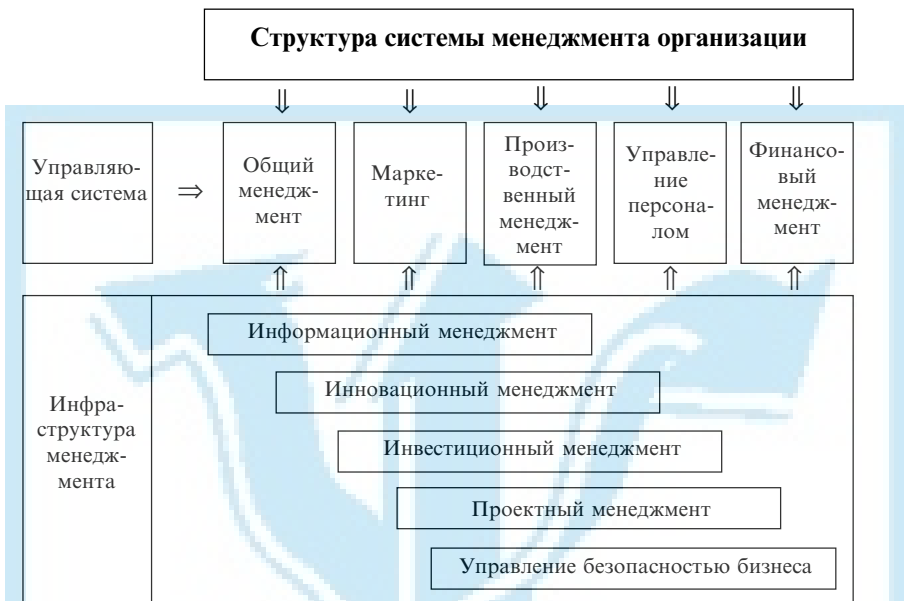 Структура системы менеджмента организации
⇓ ⇓ ⇓ ⇓ ⇓
Управляю-
щая система
⇒
Общий
менедж-
мент
Марке-
тинг
Произ-
водст-
венный
менедж-
мент
Управле-
ние
персона-
лом
Финансо-
вый
менедж-
мент
⇑ ⇑ ⇑ ⇑ ⇑
Инфра-
структура
менедж-
мента
Информационный менеджмент
Инновационный менеджмент
Инвестиционный менеджмент
Проектный менеджмент
Управление безопасностью бизнеса